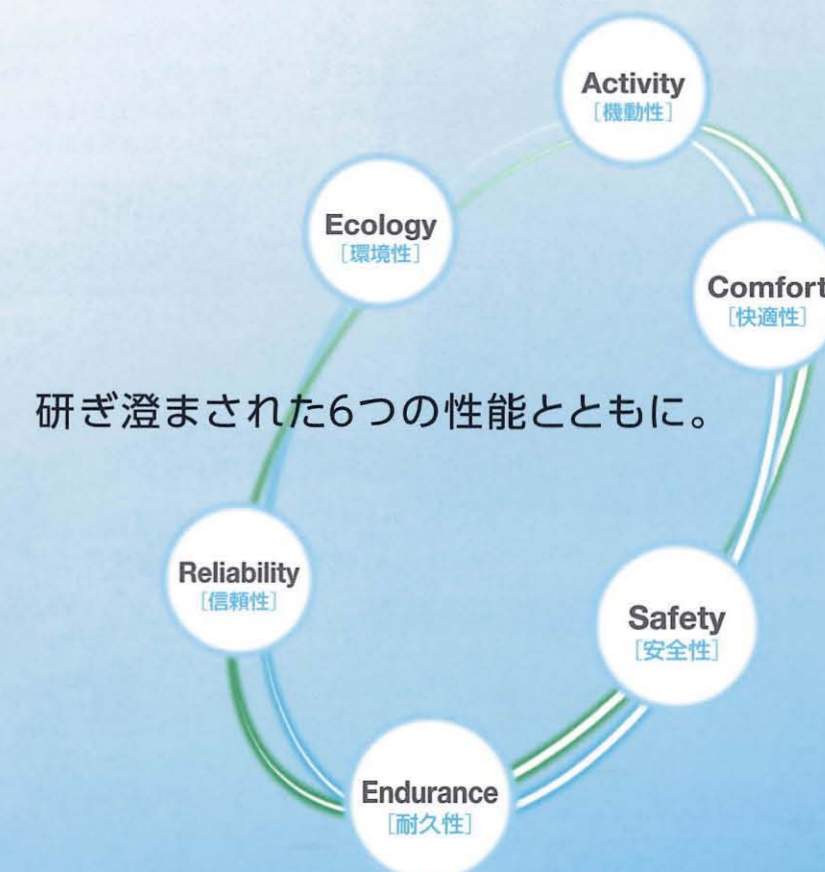 Activity
[機動性]
Ecology
[環境性]
Comfort
[快適性]
研ぎ澄まされた6つの性能とともに。
Reliability
[信頼性]
Safety
[安全性]
Endurance
[耐久性]